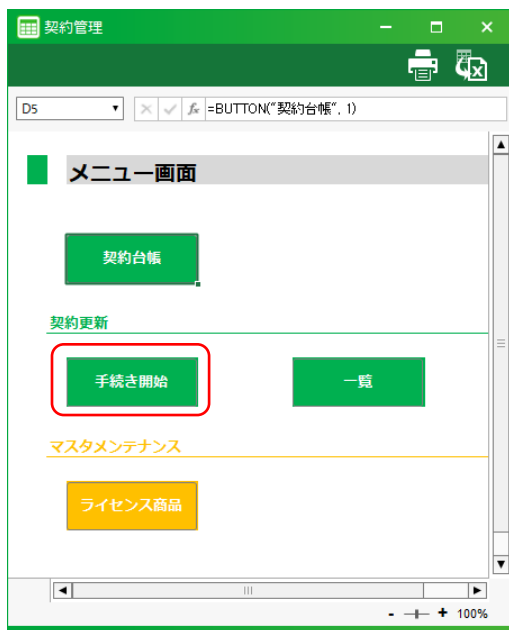 契約管理
D5 fx =BUTTON("契約台帳", 1)
メニュー画面
契約台帳
契約更新
手続き開始 一覧
マスタメンテナンス
ライセンス商品
- + 100%